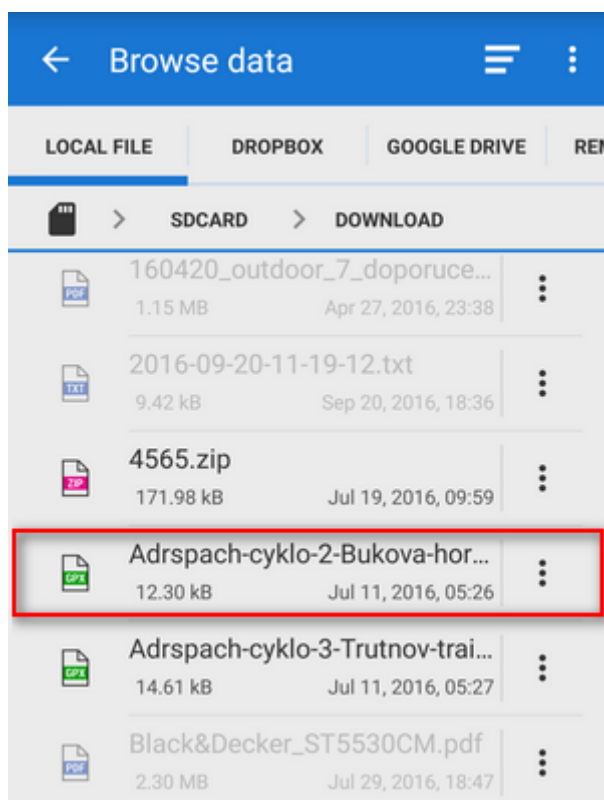 Browse data
LOCAL FILE DROPBOX GOOGLE DRIVE
SDCARD DOWNLOAD
160420_outdoor_7_doporuce...
PDF
1.15 MB Apr 27, 2016, 23:38
2016-09-20-11-19-12.txt
TXT
9.42 kB Sep 20, 2016, 18:36
4565.zip
ZIP
171.98 kB Jul 19, 2016, 09:59
Adrspach-cyklo-2-Bukova-hor...
GPX
12.30 kB Jul 11, 2016, 05:26
Adrspach-cyklo-3-Trutnov-trai...
GPX
14.61 kB Jul 11, 2016, 05:27
Black&Decker_ST5530CM.pdf
PDF
2.30 MB Jul 29, 2016, 18:47